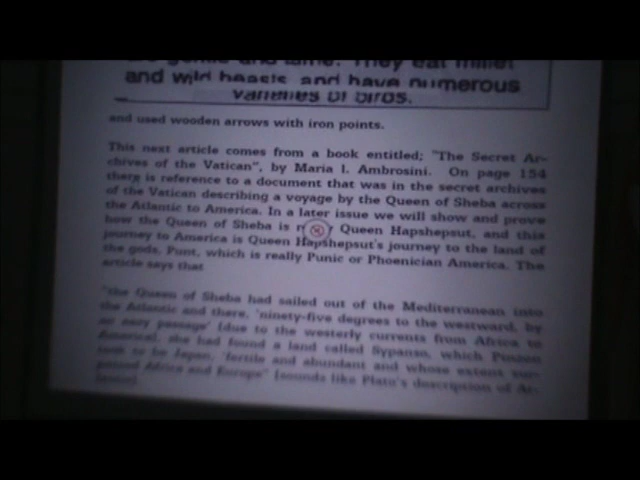 and tame. They eat millet
and wild beasts and have numerous
varieties of birds.
and used wooden arrows with iron points.
This next article comes from a book entitled; "The Secret Ar-
chives of the Vatican", by Maria I. Ambrosini. On page 154
there is reference to a document that was in the secret archives
of the Vatican describing a voyage by the Queen of Sheba across
the Atlantic to America. In a later issue we will show and prove
how the Queen of Sheba is Queen Hapshepsut, and this
journey to America is Queen Hapshepsut's journey to the land of
the gods, Punt, which is really Punic or Phoenician America. The
article says that
"the Queen of Sheba had sailed out of the Mediterranean into
the Atlantic and there, 'ninety-five degrees to the westward, by
an easy passage' (due to the westerly currents from Africa to
America), she had found a land called Sypanso, which Pinzon
took to be Japan, 'fertile and abundant and whose extent sur-
passed Africa and Europe" (sounds like Plato's description of At-